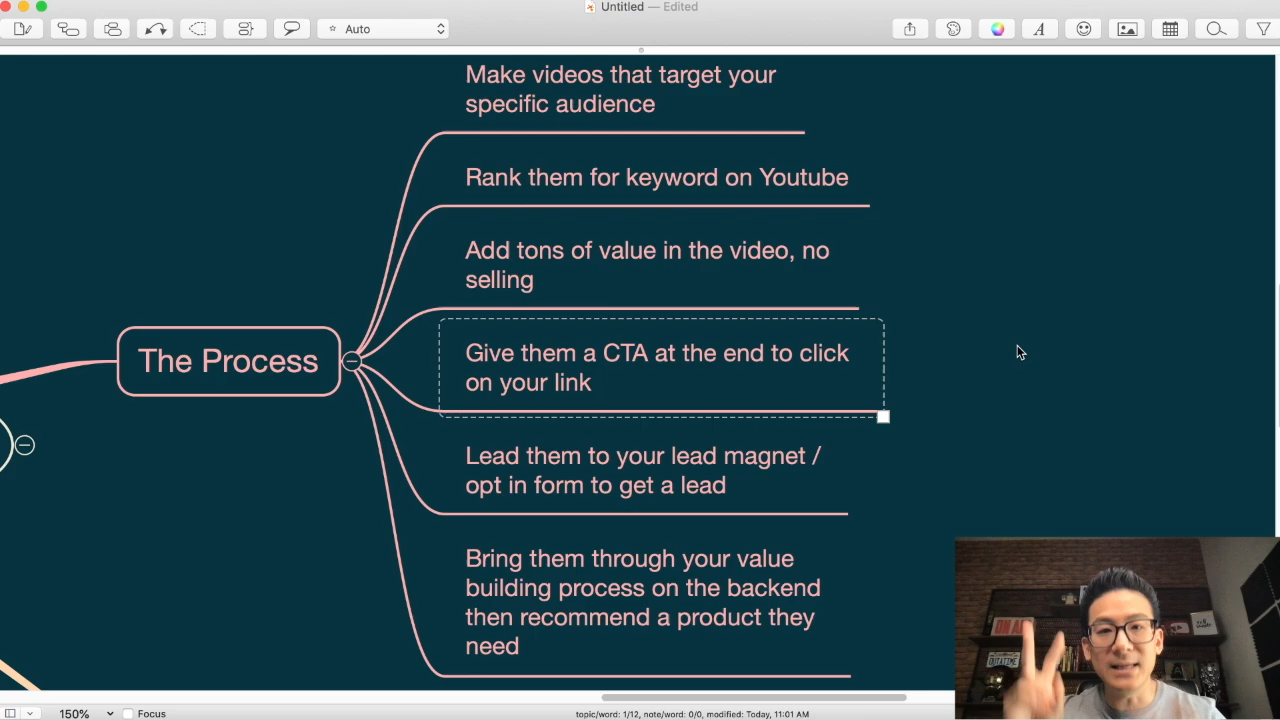 Untitled — Edited
Auto
Make videos that target your
specific audience
Rank them for keyword on Youtube
Add tons of value in the video, no
selling
The Process
Give them a CTA at the end to click
on your link
Lead them to your lead magnet /
opt in form to get a lead
Bring them through your value
building process on the backend
then recommend a product they
need
ON AI
OUTATIME
150%
Focus
topic/word: 1/12, note/word: 0/0, modified: Today, 11:01 AM